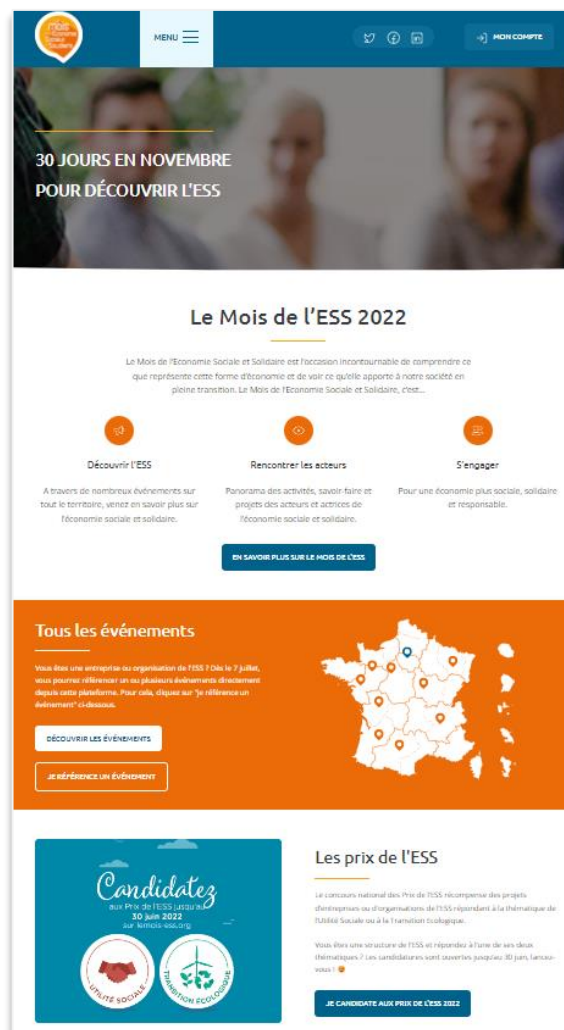 mois
de l'Économie
Sociale et
Solidaire
MENU
MON COMPTE
30 JOURS EN NOVEMBRE
POUR DÉCOUVRIR L'ESS
Le Mois de l'ESS 2022
Le Mois de l'Economie Sociale et Solidaire est l'occasion incontournable de comprendre ce
que représente cette forme d'économie et de voir ce qu'elle apporte à notre société en
pleine transition. Le Mois de l'Economie Sociale et Solidaire, c'est...
Découvrir l'ESS
A travers de nombreux événements sur
tout le territoire, venez en savoir plus sur
l'économie sociale et solidaire.
Rencontrer les acteurs
Panorama des activités, savoir-faire et
projets des acteurs et actrices de
l'économie sociale et solidaire.
S'engager
Pour une économie plus sociale, solidaire
et responsable.
EN SAVOIR PLUS SUR LE MOIS DE L'ESS
Tous les événements
Vous êtes une entreprise ou organisation de l'ESS ? Dès le 7 juillet,
vous pourrez référencer un ou plusieurs événements directement
depuis cette plateforme. Pour cela, cliquez sur "je référence un
événement" ci-dessous.
DÉCOUVRIR LES ÉVÉNEMENTS
JE RÉFÉRENCE UN ÉVÉNEMENT
Candidatez
aux Prix de l'ESS jusqu'au
30 juin 2022
sur lemois-ess.org
UTILITÉ SOCIALE
TRANSITION ÉCOLOGIQUE
Les prix de l'ESS
Le concours national des Prix de l'ESS récompense des projets
d'entreprises ou d'organisations de l'ESS répondant à la thématique de
l'Utilité Sociale ou à la Transition Ecologique.
Vous êtes une structure de l'ESS et répondez à l'une de ses deux
thématiques ? Les candidatures sont ouvertes jusqu'au 30 juin, lancez-
vous !
JE CANDIDATE AUX PRIX DE L'ESS 2022